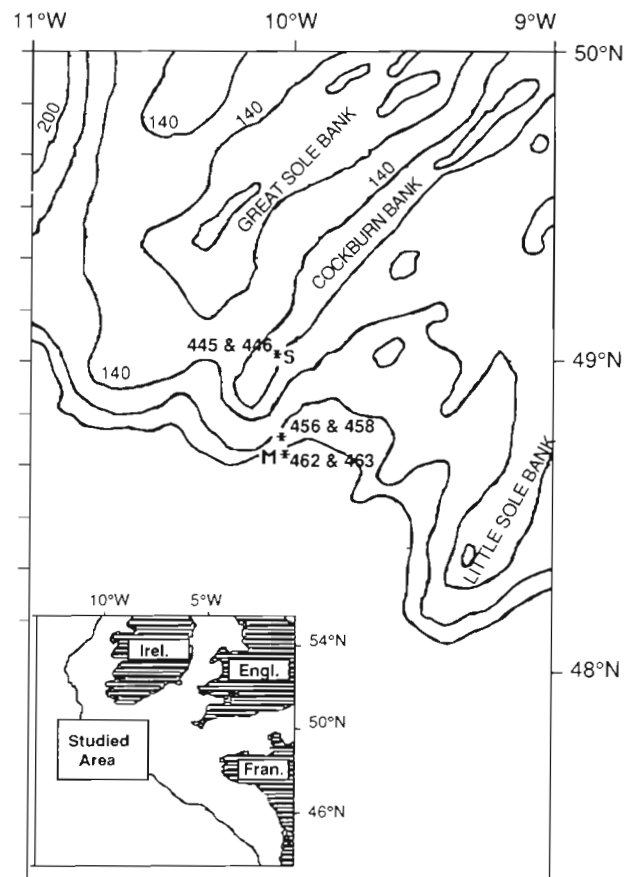 11°W 10°W 9°W
50°N
200
140
140
GREAT SOLE BANK
140
COCKBURN BANK
445 & 446 * S
49°N
140
* 456 & 458
M * 462 & 463
LITTLE SOLE BANK
48°N
10°W 5°W
Irel.
54°N
Engl.
50°N
Studied
Area
Fran.
46°N